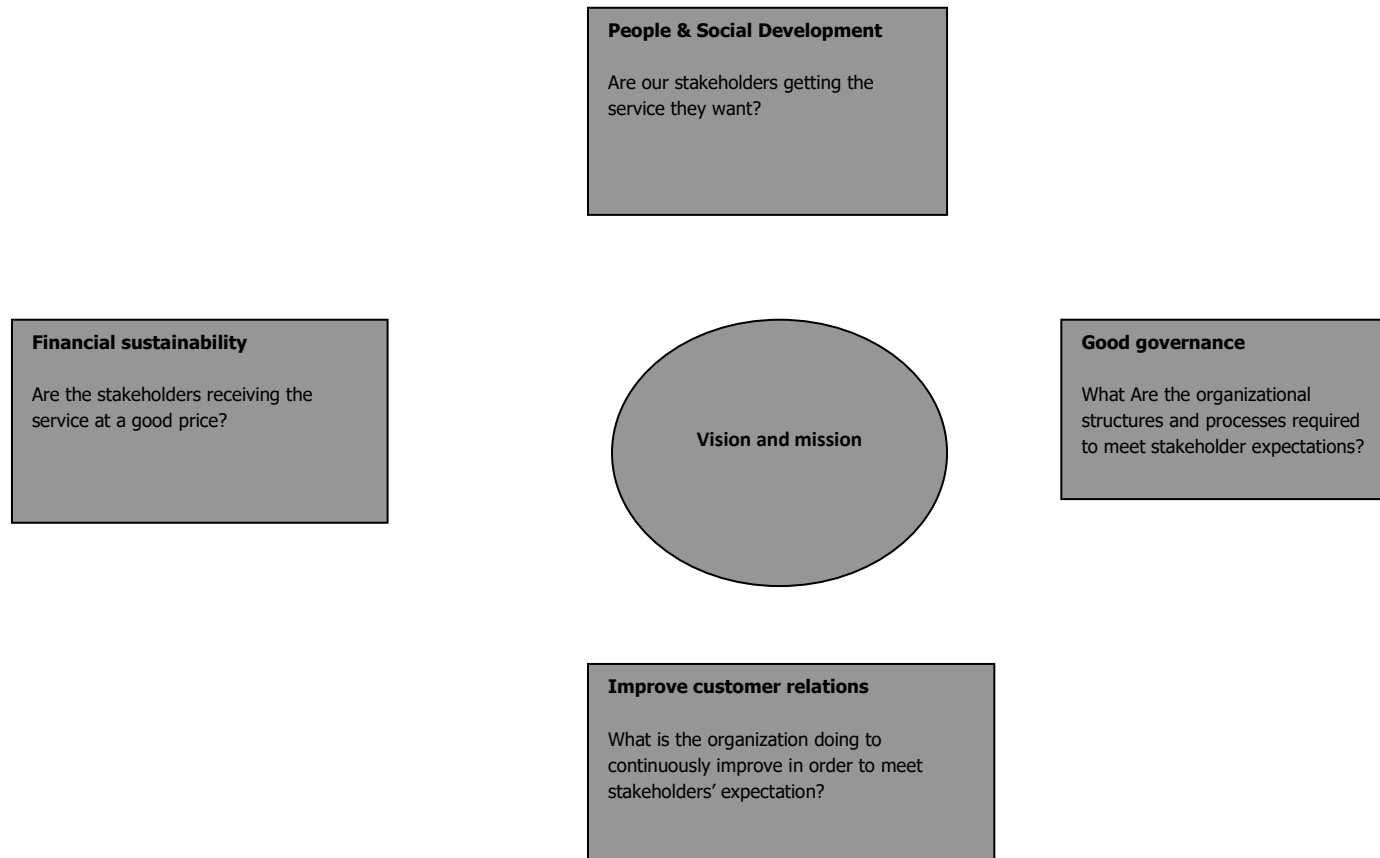 People & Social Development
Are our stakeholders getting the
service they want?
Financial sustainability
Are the stakeholders receiving the
service at a good price?
Vision and mission
Good governance
What Are the organizational
structures and processes required
to meet stakeholder expectations?
Improve customer relations
What is the organization doing to
continuously improve in order to meet
stakeholders’ expectation?